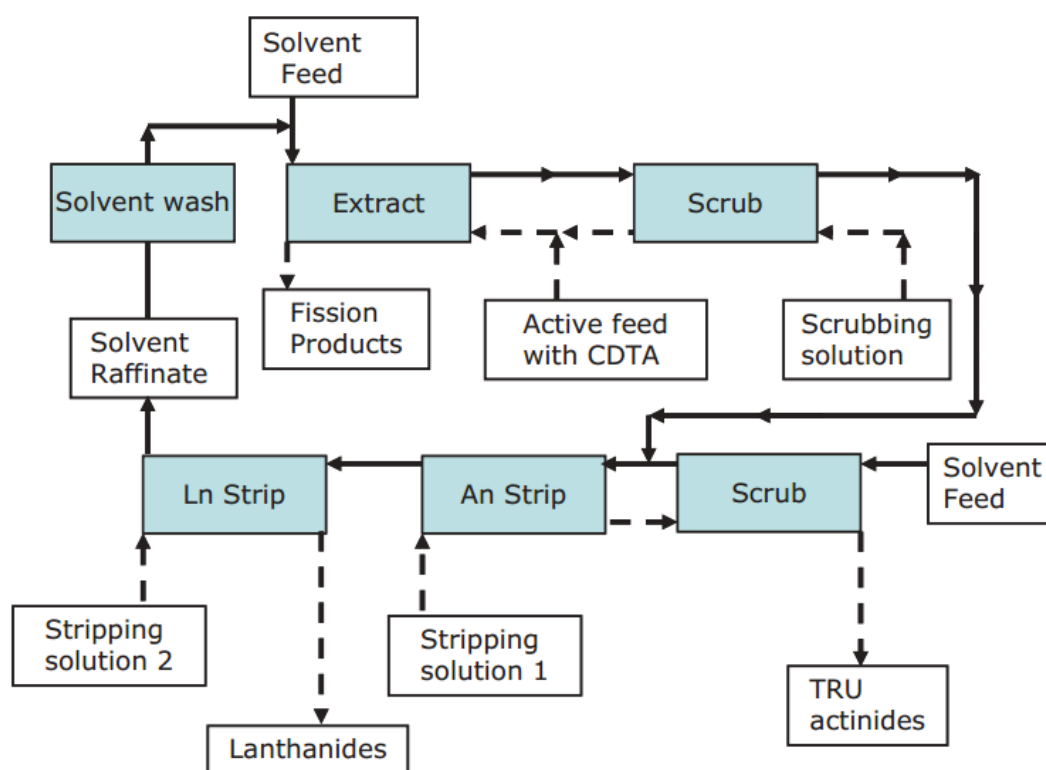 Solvent
Feed
Solvent wash
Extract
Scrub
Solvent
Raffinate
Fission
Products
Active feed
with CDTA
Scrubbing
solution
Ln Strip
An Strip
Scrub
Solvent
Feed
Stripping
solution 2
Stripping
solution 1
TRU
actinides
Lanthanides